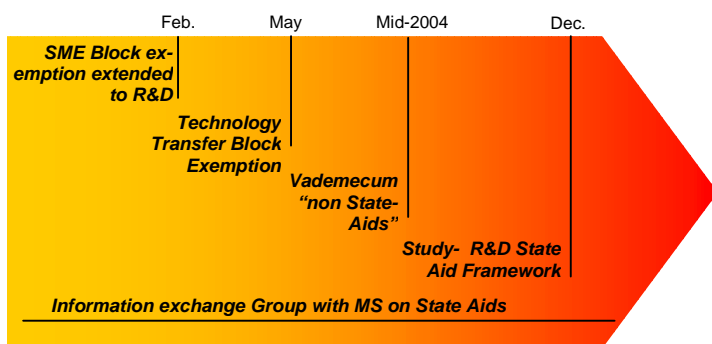 Feb.
May
Mid-2004
Dec.
SME Block ex-
emption extended
to R&D
Technology
Transfer Block
Exemption
Vademecum
“non State-
Aids”
Study- R&D State
Aid Framework
Information exchange Group with MS on State Aids